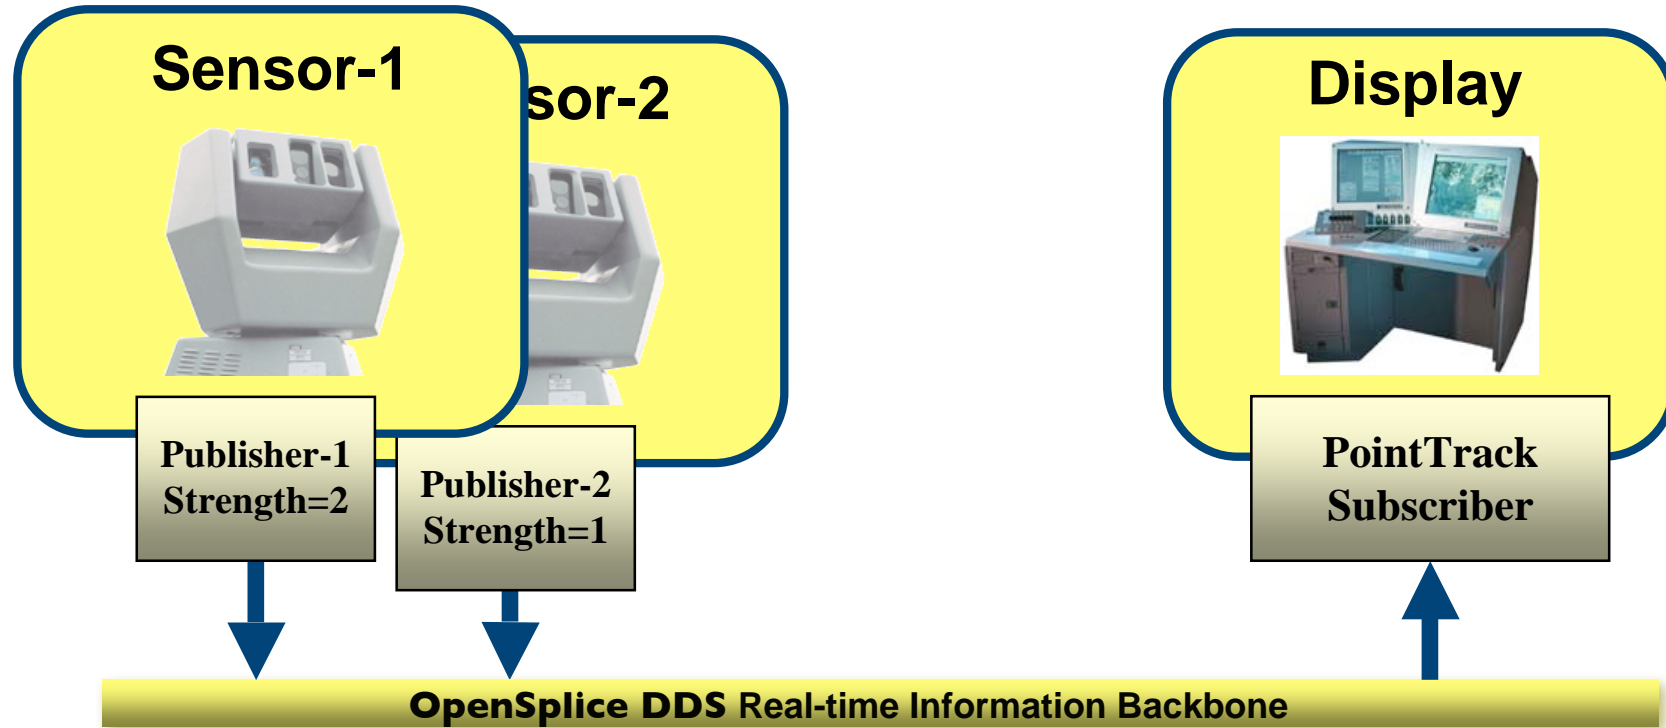 Sensor-1
sor-2
Display
Publisher-1
Strength=2
Publisher-2
Strength=1
PointTrack
Subscriber
OpenSplice DDS Real-time Information Backbone